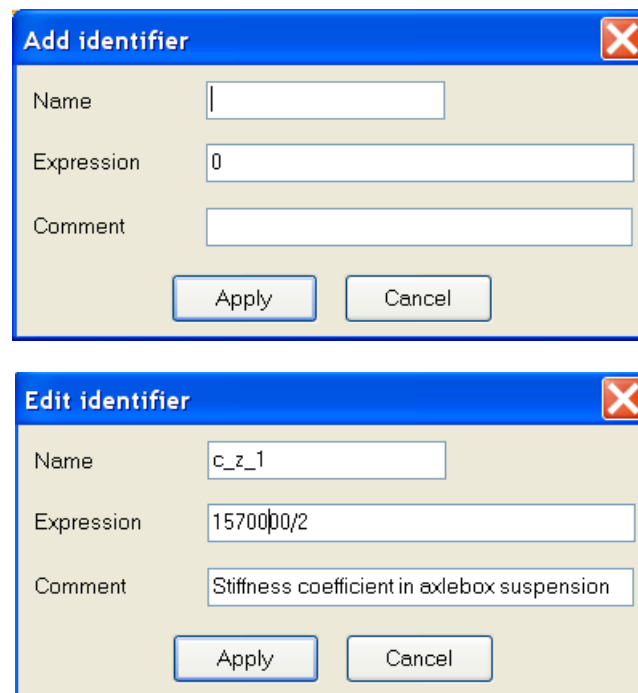 Add identifier
Name
Expression 0
Comment
Apply Cancel
Edit identifier
Name c_z_1
Expression 1570000/2
Comment Stiffness coefficient in axlebox suspension
Apply Cancel